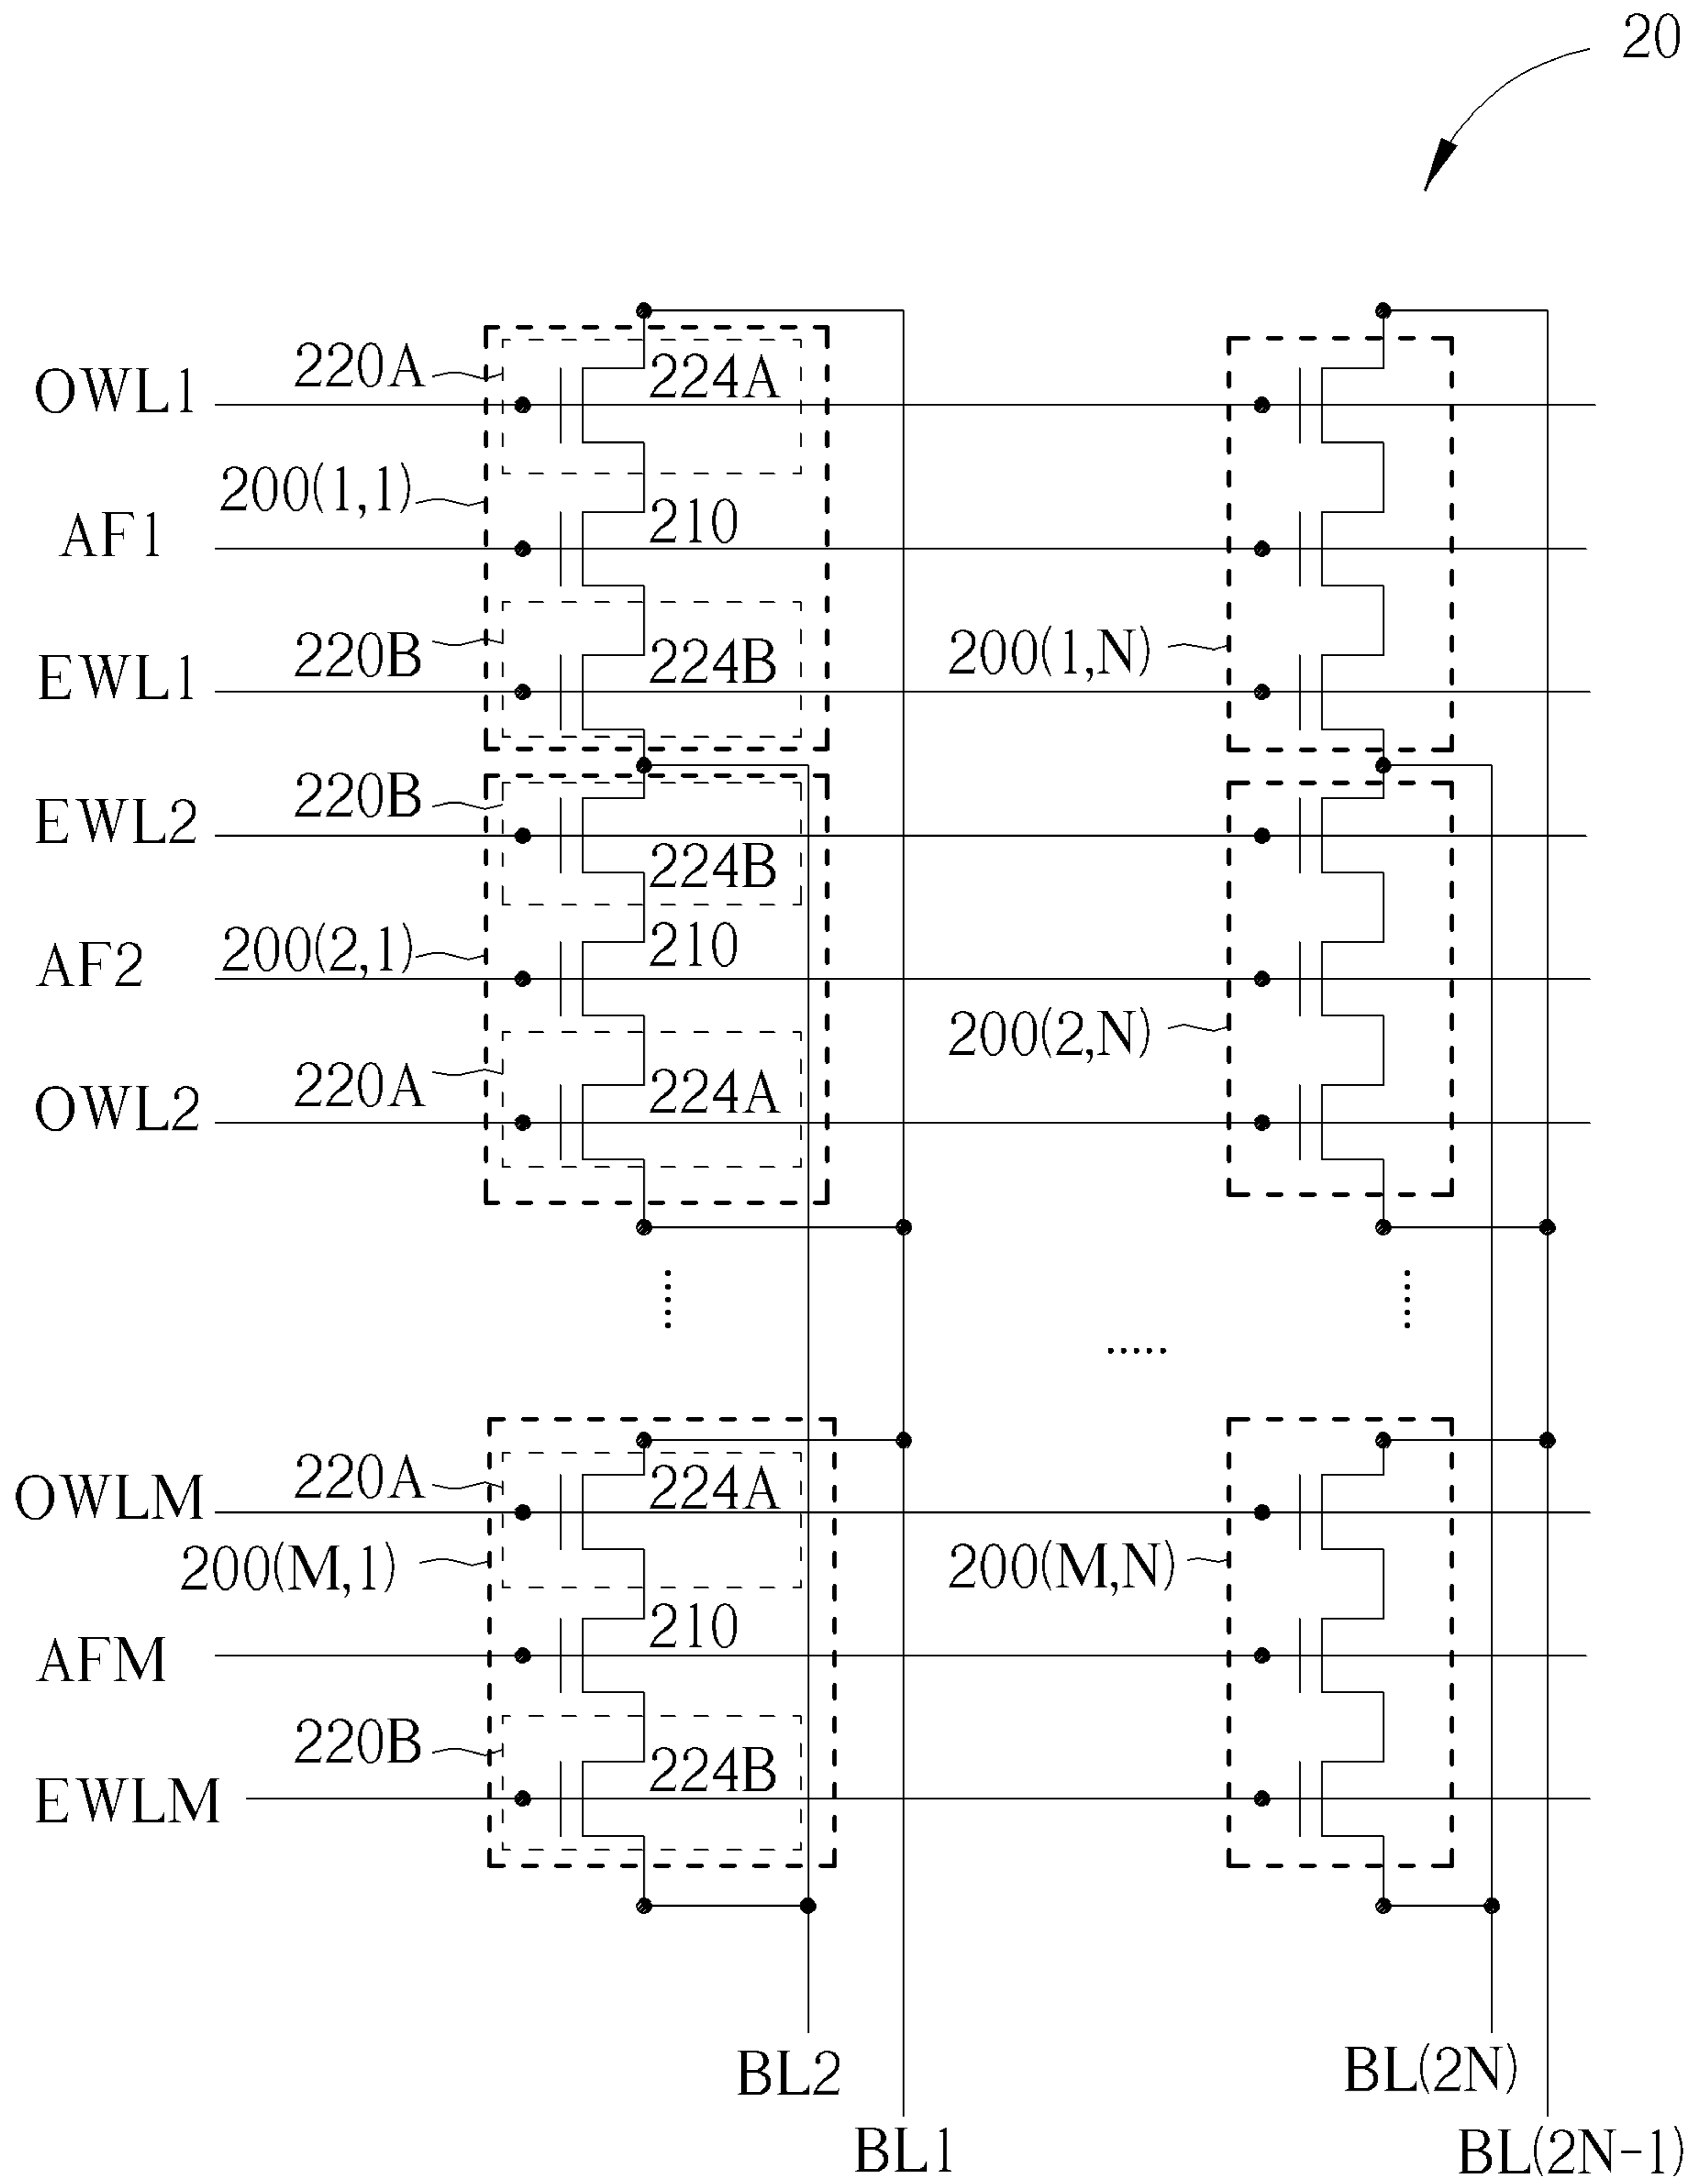 20
OWL1
220A
224A
200(1,1)
AF1
210
EWL1
220B
224B
200(1,N)
EWL2
220B
224B
AF2
200(2,1)
210
200(2,N)
OWL2
220A
224A
OWLM
220A
224A
200(M,1)
200(M,N)
AFM
210
EWLM
220B
224B
BL2
BL(2N)
BL1
BL(2N-1)